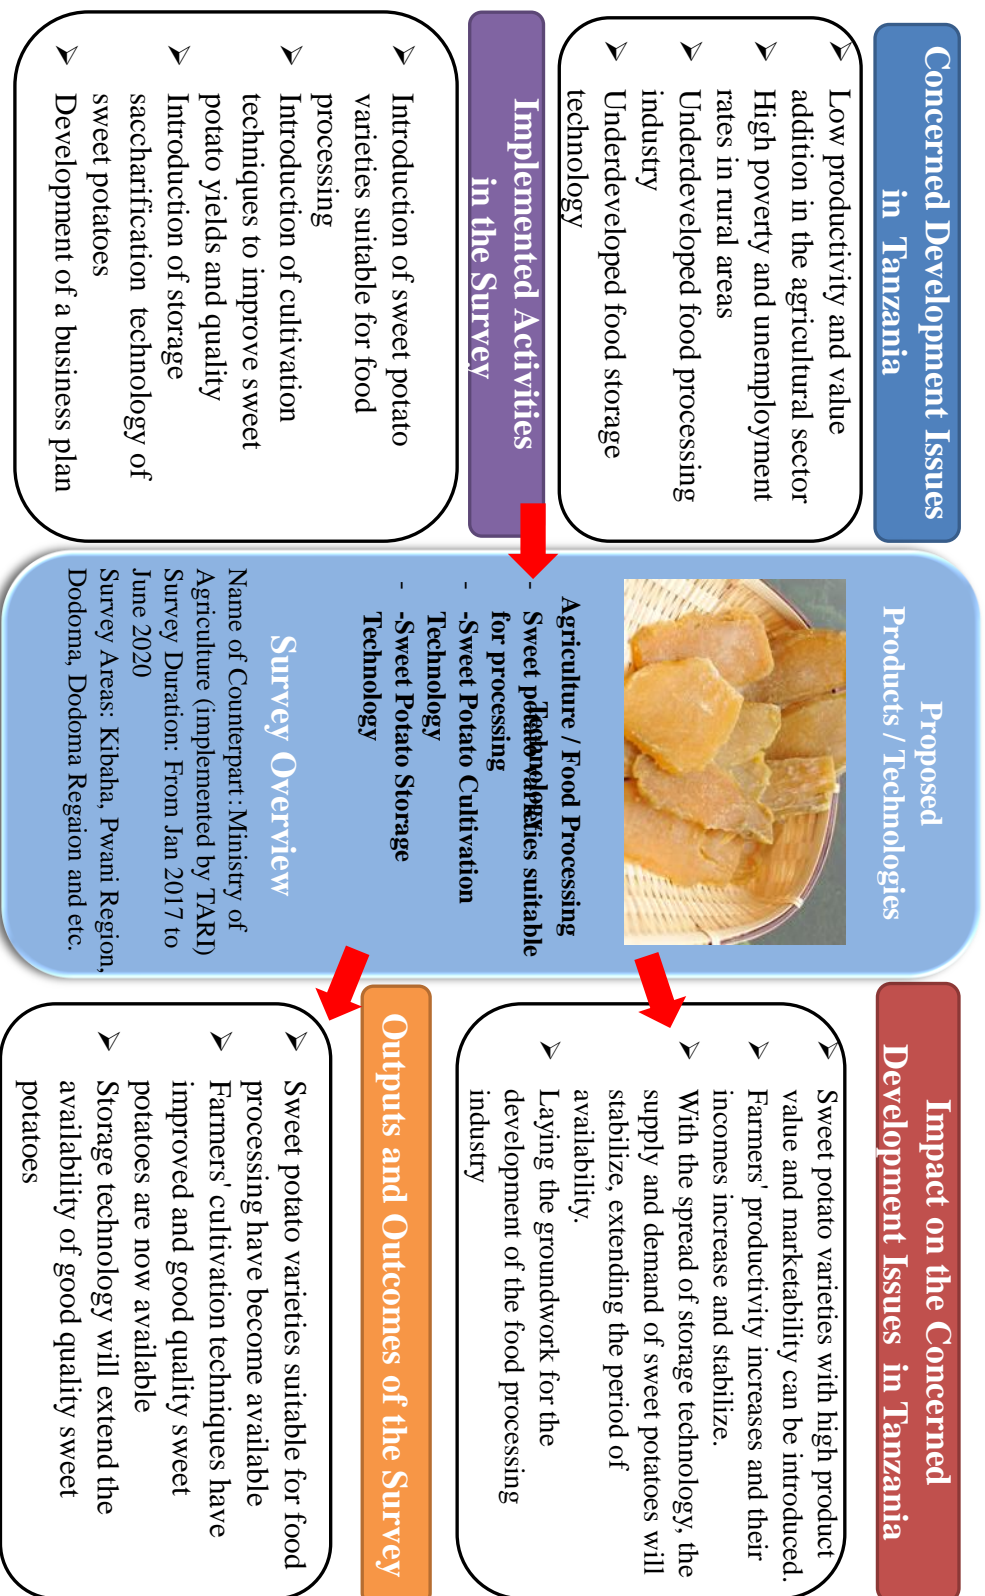 Concerned Development Issues
in Tanzania
➢ Low productivity and value
addition in the agricultural sector
➢ High poverty and unemployment
rates in rural areas
➢ Underdeveloped food processing
industry
➢ Underdeveloped food storage
technology
Implemented Activities
in the Survey
➢ Introduction of sweet potato
varieties suitable for food
processing
➢ Introduction of cultivation
techniques to improve sweet
potato yields and quality
➢ Introduction of storage
saccharification technology of
sweet potatoes
➢ Development of a business plan
Proposed
Products / Technologies
Agriculture / Food Processing
Technology
- Sweet potato varieties suitable
for processing
- -Sweet Potato Cultivation
Technology
- -Sweet Potato Storage
Technology
Survey Overview
Name of Counterpart : Ministry of
Agriculture (implemented by TARI)
Survey Duration: From Jan 2017 to
June 2020
Survey Areas: Kibaha, Pwani Region,
Dodoma, Dodoma Regaion and etc.
Impact on the Concerned
Development Issues in Tanzania
➢ Sweet potato varieties with high product
value and marketability can be introduced.
➢ Farmers' productivity increases and their
incomes increase and stabilize.
➢ With the spread of storage technology, the
supply and demand of sweet potatoes will
stabilize, extending the period of
availability.
➢ Laying the groundwork for the
development of the food processing
industry
Outputs and Outcomes of the Survey
➢ Sweet potato varieties suitable for food
processing have become available
➢ Farmers' cultivation techniques have
improved and good quality sweet
potatoes are now available
➢ Storage technology will extend the
availability of good quality sweet
potatoes